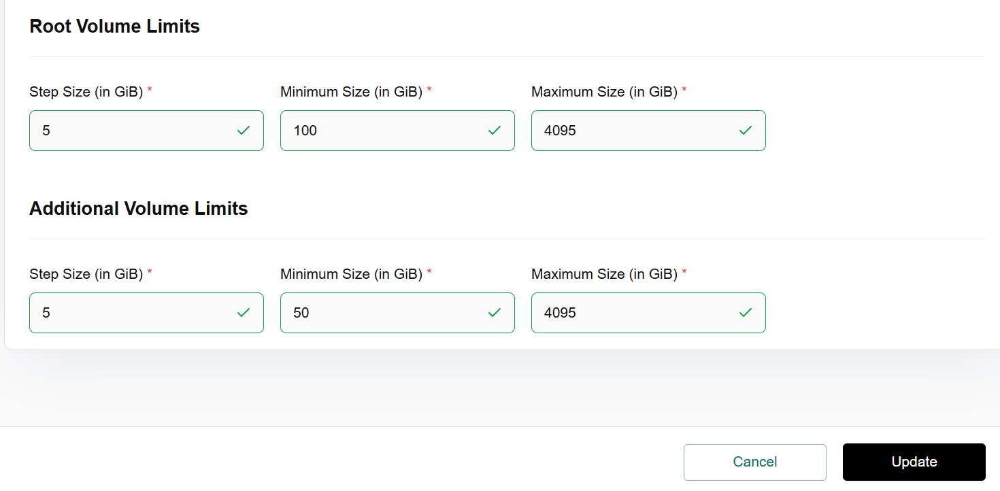 Root Volume Limits
Step Size (in GiB) * Minimum Size (in GiB) * Maximum Size (in GiB) *
5 100 4095
Additional Volume Limits
Step Size (in GiB) * Minimum Size (in GiB) * Maximum Size (in GiB) *
5 50 4095
Cancel Update